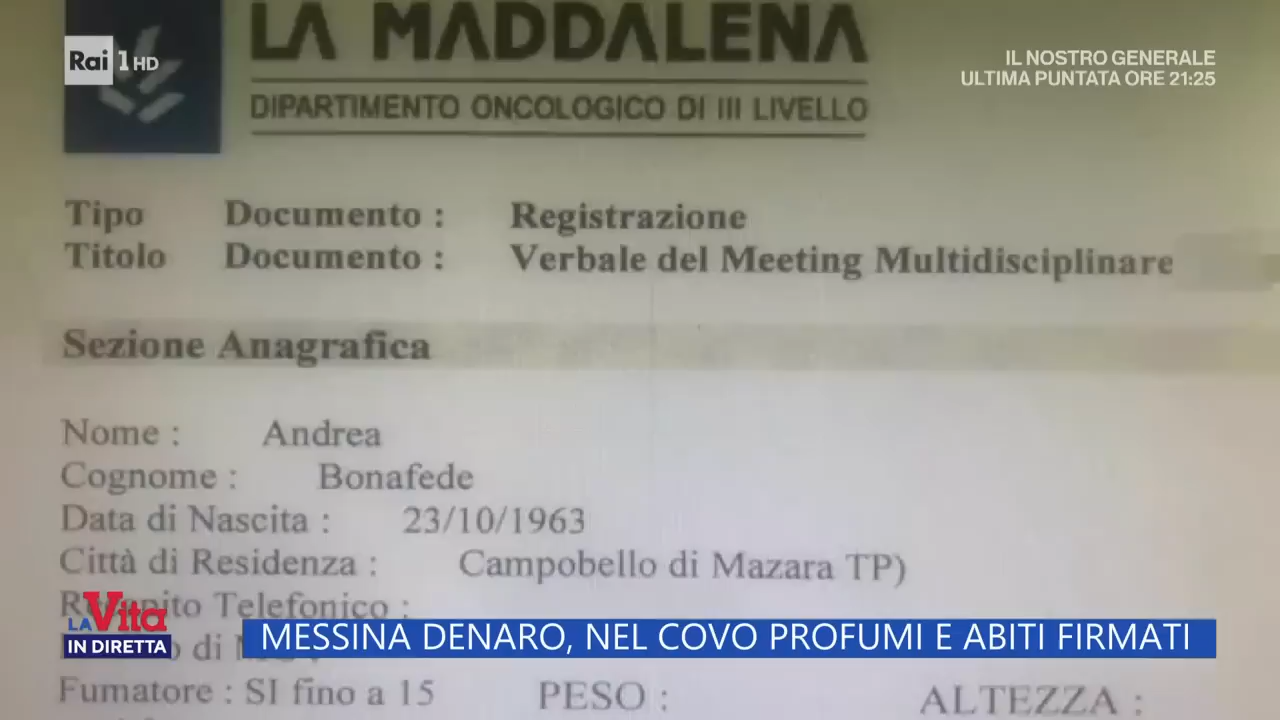 LA MADDALENA
Rai 1 HD
IL NOSTRO GENERALE
ULTIMA PUNTATA ORE 21:25
DIPARTIMENTO ONCOLOGICO DI III LIVELLO
Tipo Documento : Registrazione
Titolo Documento : Verbale del Meeting Multidisciplinare
Sezione Anagrafica
Nome : Andrea
Cognome : Bonafede
Data di Nascita : 23/10/1963
Città di Residenza : Campobello di Mazara TP)
Telefonico :
LA Vita
IN DIRETTA
di
MESSINA DENARO, NEL COVO PROFUMI E ABITI FIRMATI
Fumatore : SI fino a 15 PESO : ALTEZZA :